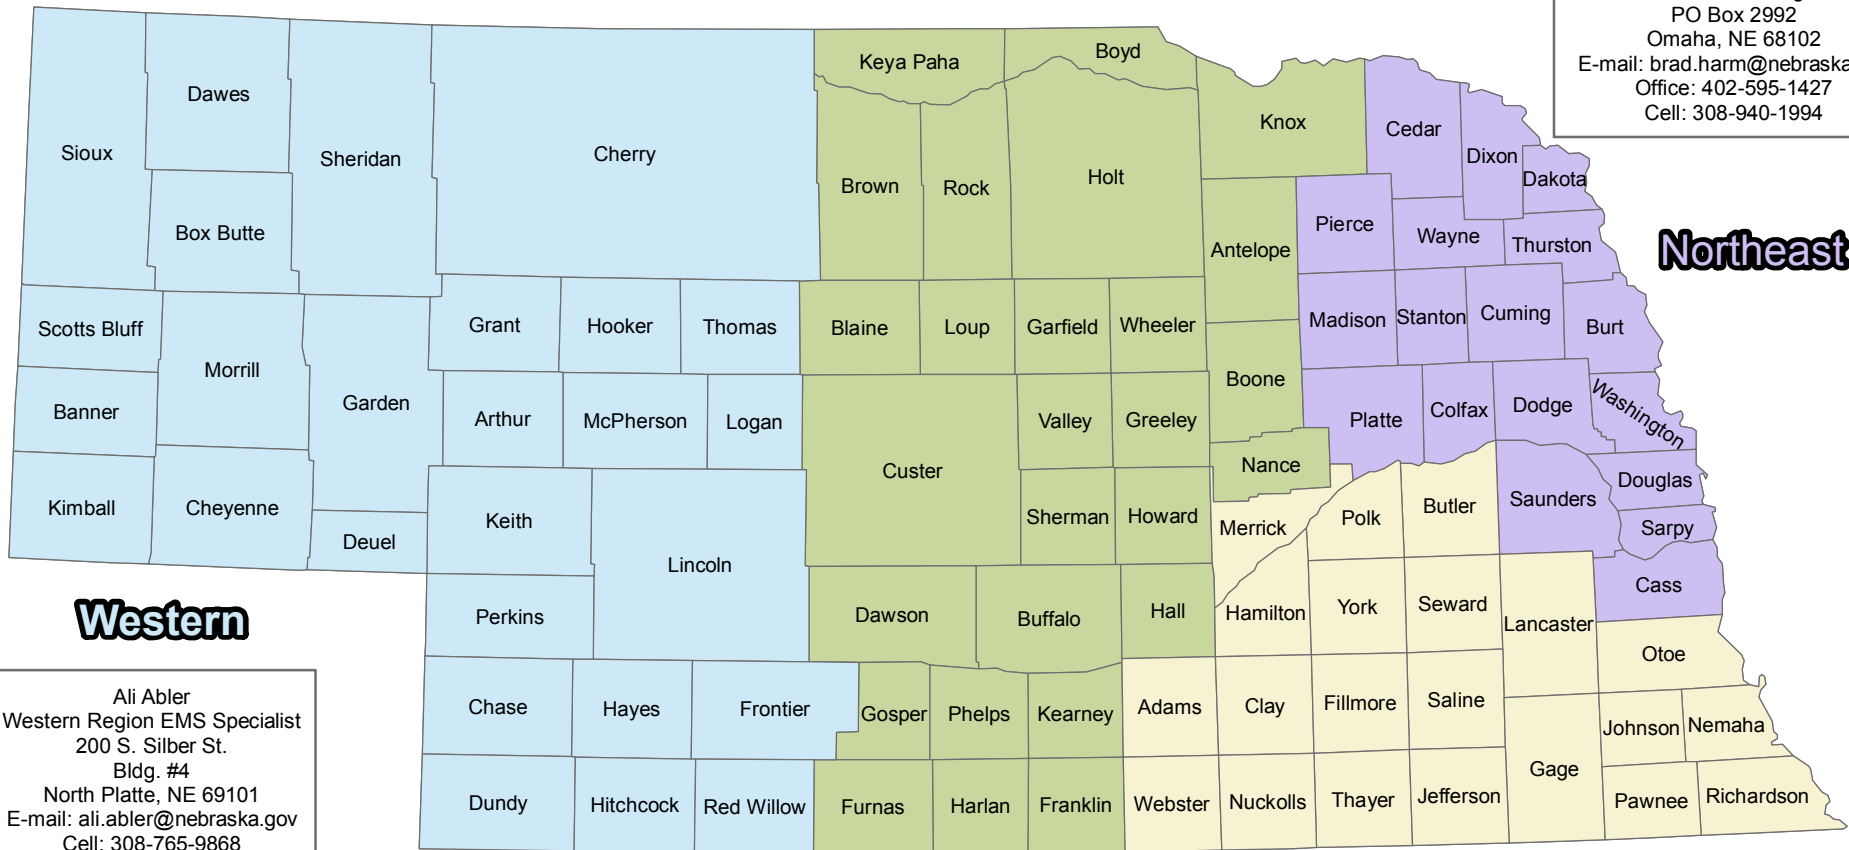 PO Box 2992
Omaha, NE 68102
E-mail: brad.harm@nebraska
Office: 402-595-1427
Cell: 308-940-1994
Keya Paha
Boyd
Dawes
Knox
Cedar
Sioux
Sheridan
Cherry
Dixon
Dakota
Brown
Rock
Holt
Box Butte
Pierce
Wayne
Thurston
Antelope
Northeast
Scotts Bluff
Grant
Hooker
Thomas
Blaine
Loup
Garfield
Wheeler
Madison
Stanton
Cuming
Burt
Morrill
Boone
Banner
Garden
Arthur
McPherson
Logan
Valley
Greeley
Platte
Colfax
Dodge
Washington
Custer
Nance
Kimball
Cheyenne
Keith
Sherman
Howard
Merrick
Polk
Butler
Saunders
Douglas
Sarpy
Deuel
Lincoln
Cass
Western
Perkins
Dawson
Buffalo
Hall
Hamilton
York
Seward
Lancaster
Otoe
Chase
Hayes
Frontier
Gosper
Phelps
Kearney
Adams
Clay
Fillmore
Saline
Johnson
Nemaha
Gage
Dundy
Hitchcock
Red Willow
Furnas
Harlan
Franklin
Webster
Nuckolls
Thayer
Jefferson
Pawnee
Richardson
Ali Abler
Western Region EMS Specialist
200 S. Silber St.
Bldg. #4
North Platte, NE 69101
E-mail: ali.abler@nebraska.gov
Cell: 308-765-9868